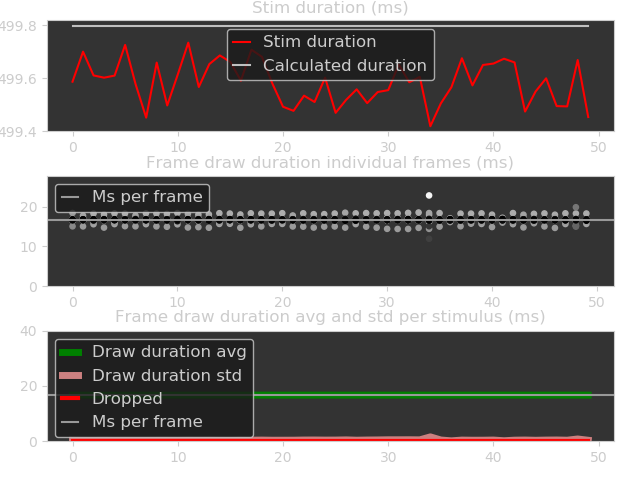 Stim duration (ms)
499.8
Stim duration
Calculated duration
499.6
499.4
0 10 20 30 40 50
Frame draw duration individual frames (ms)
Ms per frame
20
10
0
0 10 20 30 40 50
Frame draw duration avg and std per stimulus (ms)
40
Draw duration avg
Draw duration std
20
Dropped
Ms per frame
0
0 10 20 30 40 50